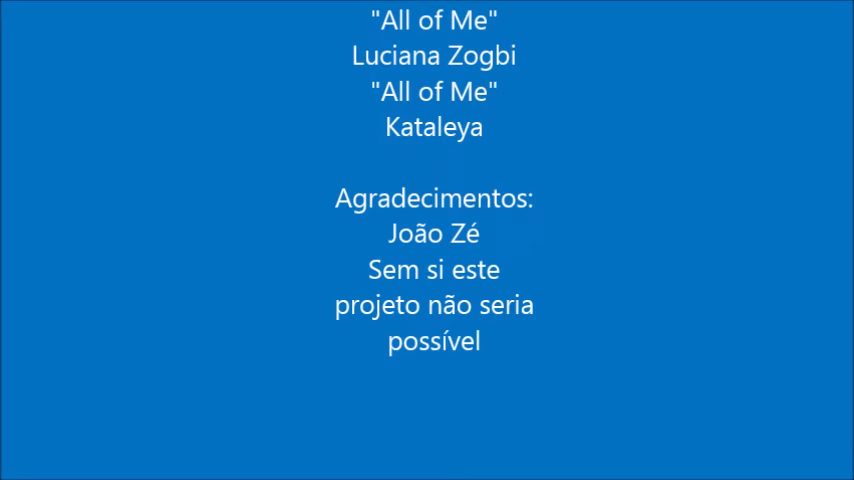 "All of Me"
Luciana Zogbi
"All of Me"
Kataleya
Agradecimentos:
João Zé
Sem si este
projeto não seria
possível